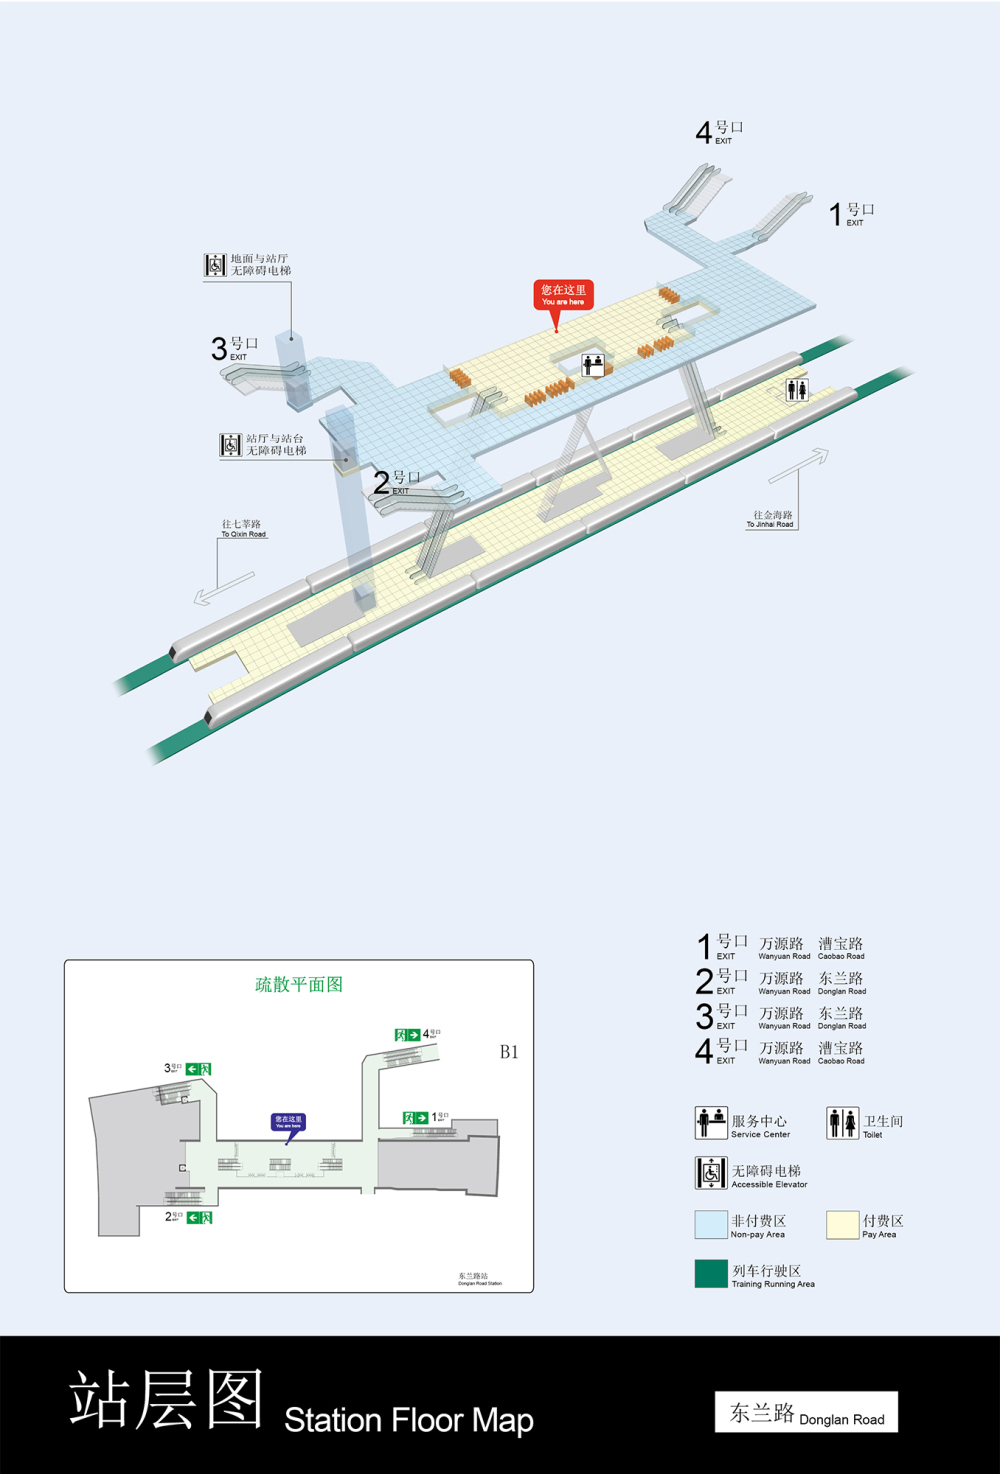 4 号口
EXIT
1 号口
EXIT
地面与站厅
无障碍电梯
您在这里
You are here
3 号口
EXIT
站厅与站台
无障碍电梯
2 号口
EXIT
往七莘路
To Qixin Road
往金海路
To Jinhai Road
1 号口 万源路 漕宝路
EXIT Wanyuan Road Caobao Road
2 号口 万源路 东兰路
EXIT Wanyuan Road Donglan Road
3 号口 万源路 东兰路
EXIT Wanyuan Road Donglan Road
4 号口 万源路 漕宝路
EXIT Wanyuan Road Caobao Road
疏散平面图
4 号口
EXIT
B1
3 号口
EXIT
您在这里
You are here
1 号口
EXIT
2 号口
EXIT
东兰路站
Donglan Road Station
服务中心
Service Center
卫生间
Toilet
无障碍电梯
Accessible Elevator
非付费区
Non-pay Area
付费区
Pay Area
列车行驶区
Training Running Area
站层图 Station Floor Map
东兰路 Donglan Road